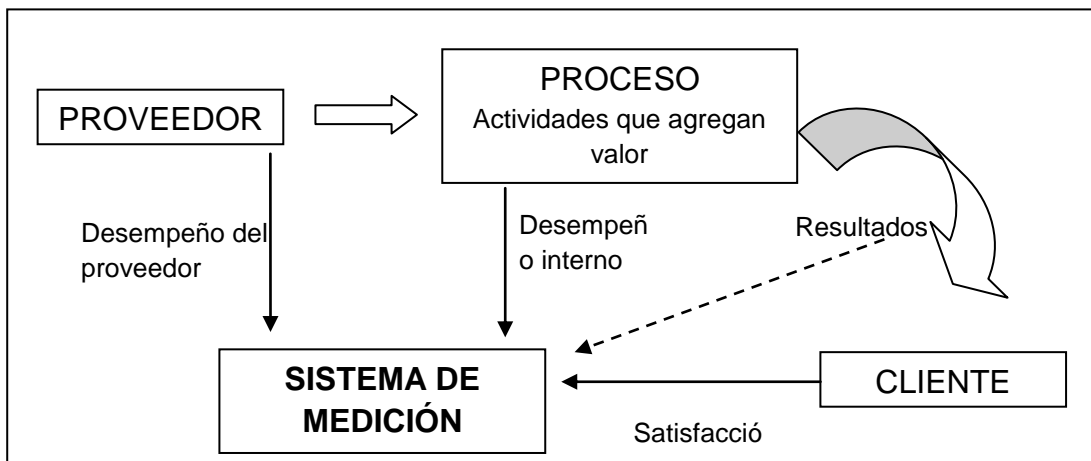 PROVEEDOR
PROCESO
Actividades que agregan
valor
Desempeño del
proveedor
Desempeñ
o interno
Resultados
SISTEMA DE
MEDICIÓN
CLIENTE
Satisfacció